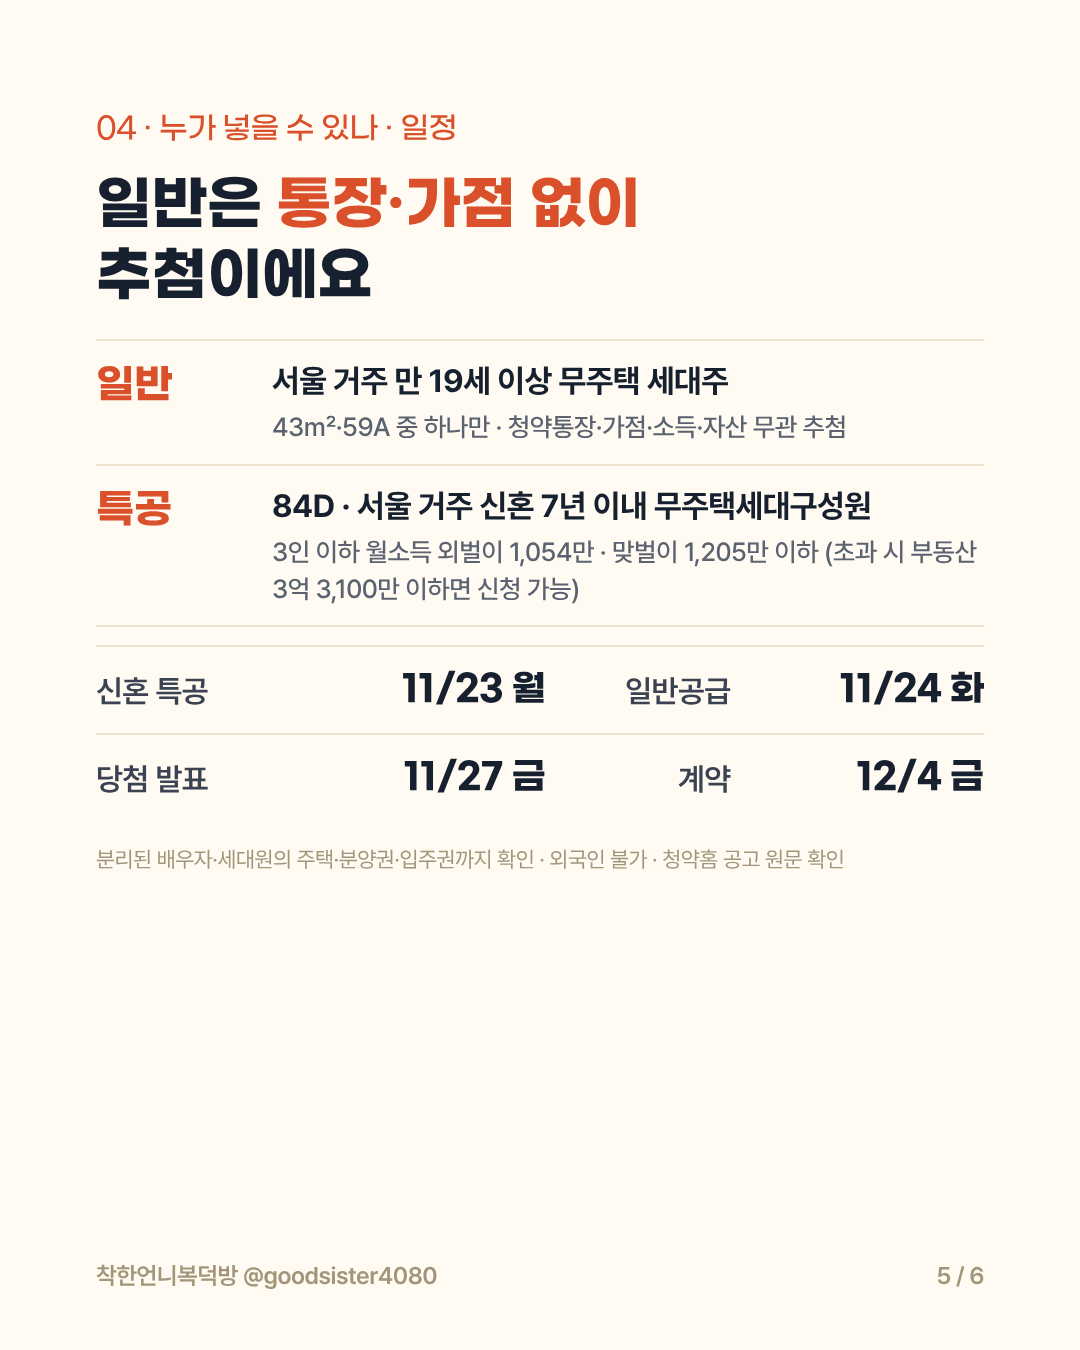 04 · 누가 넣을 수 있나 · 일정
일반은 통장·가점 없이
추첨이에요
일반
서울 거주 만 19세 이상 무주택 세대주
43m²·59A 중 하나만 · 청약통장·가점·소득·자산 무관 추첨
특공
84D · 서울 거주 신혼 7년 이내 무주택세대구성원
3인 이하 월소득 외벌이 1,054만 · 맞벌이 1,205만 이하 (초과 시 부동산
3억 3,100만 이하면 신청 가능)
신혼 특공 11/23 월 일반공급 11/24 화
당첨 발표 11/27 금 계약 12/4 금
분리된 배우자·세대원의 주택·분양권·입주권까지 확인 · 외국인 불가 · 청약홈 공고 원문 확인
착한언니복덕방 @goodsister4080
5 / 6